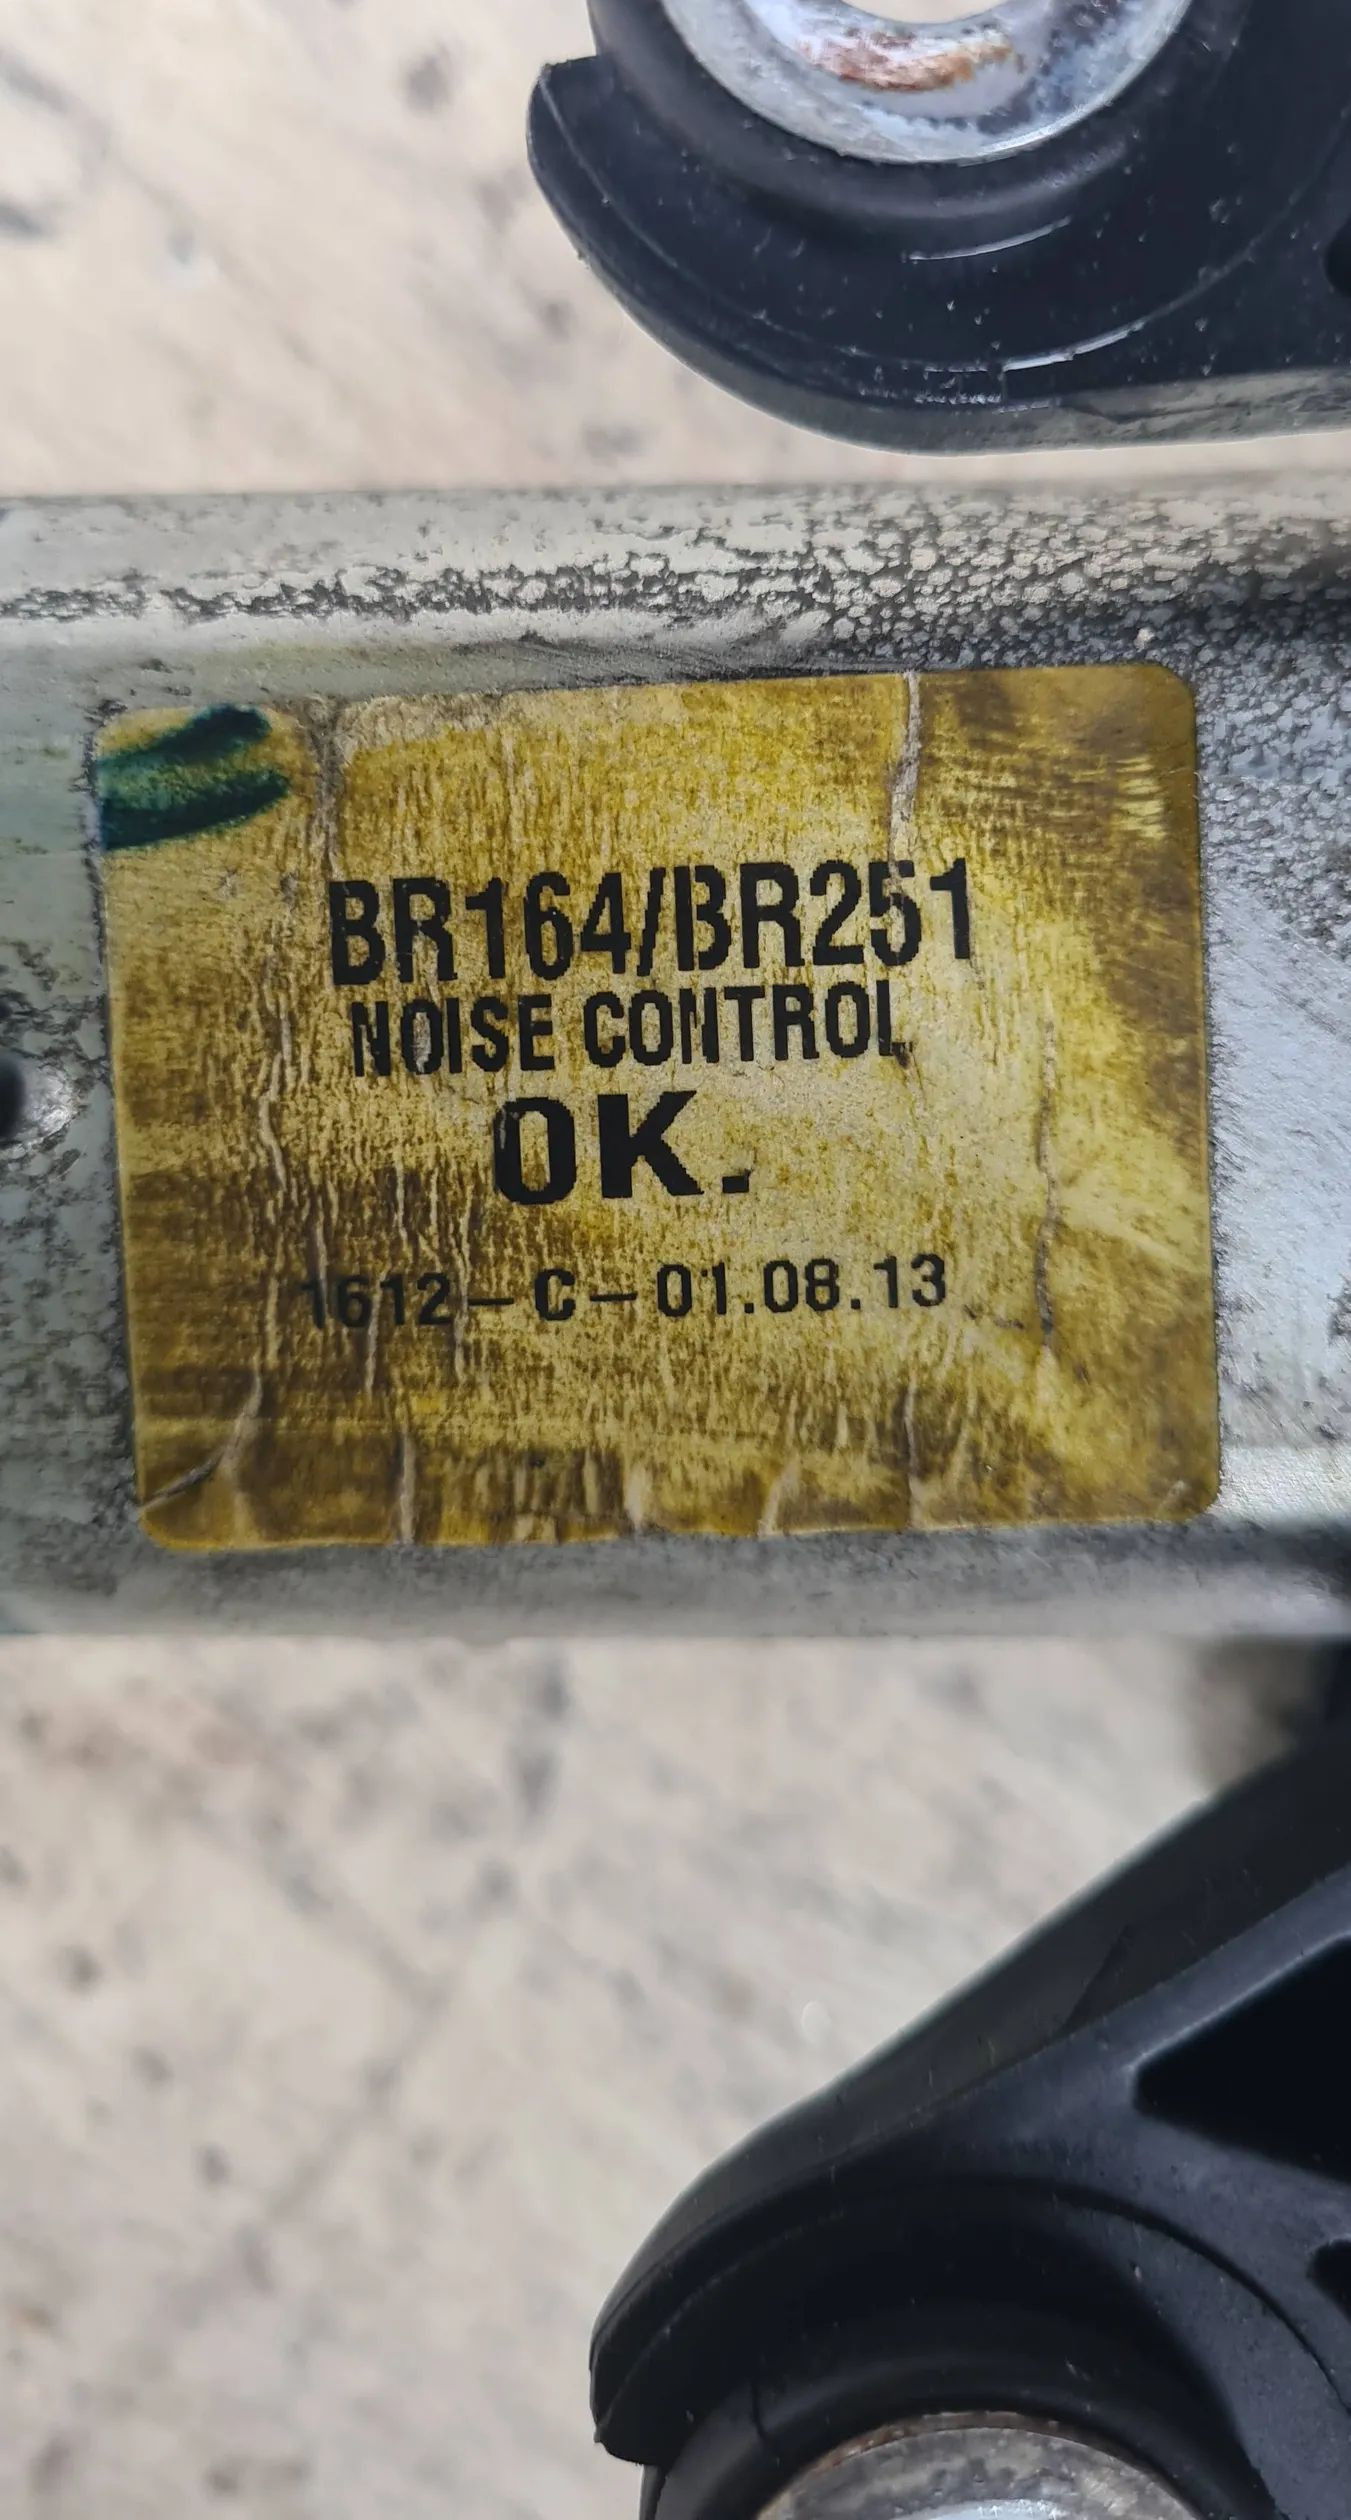 BR164/BR251
NOISE CONTROL
OK.
1612-C-01.08.13